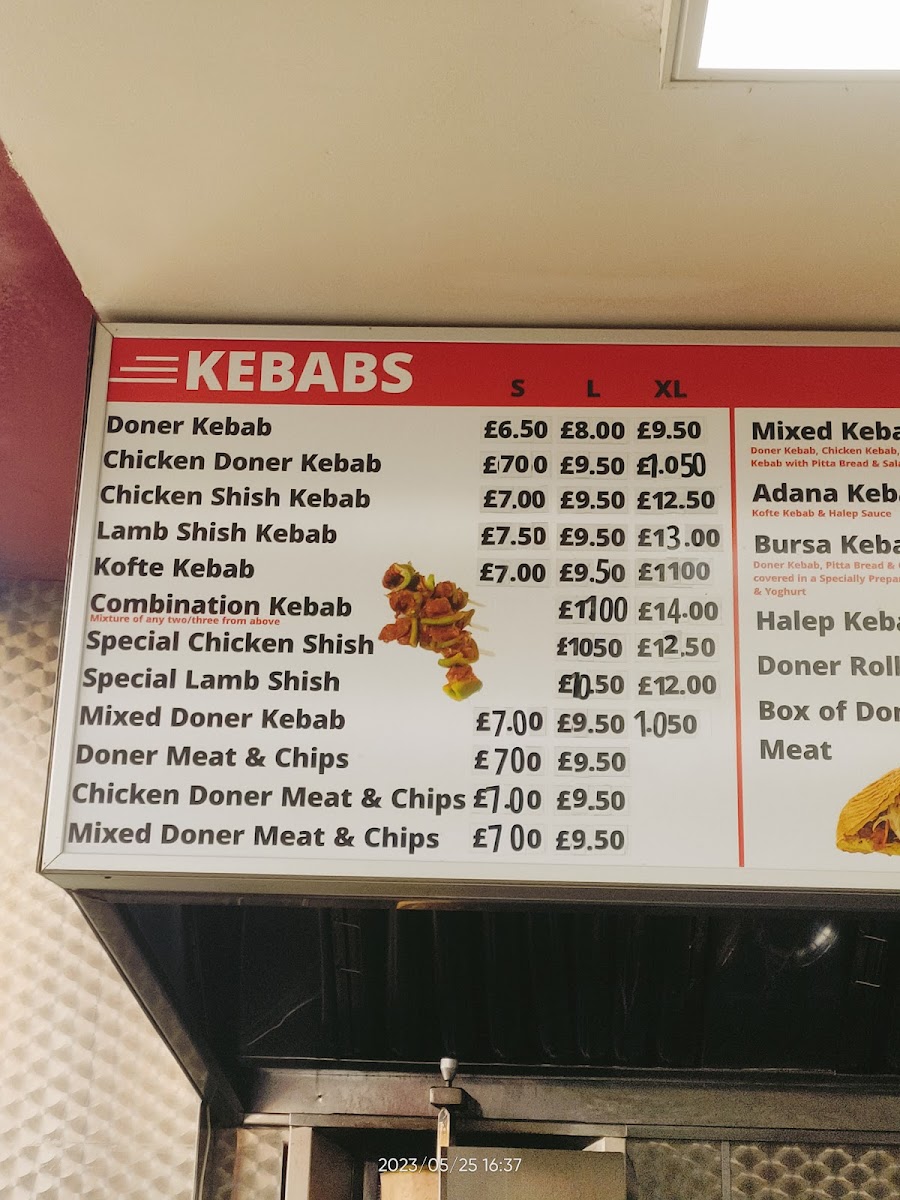 KEBABS
S L XL
Doner Kebab £6.50 £8.00 £9.50
Chicken Doner Kebab £700 £9.50 £1.050
Chicken Shish Kebab £7.00 £9.50 £12.50
Lamb Shish Kebab £7.50 £9.50 £13.00
Kofte Kebab £7.00 £9.50 £1100
Combination Kebab £1100 £14.00
Mixture of any two/three from above
Special Chicken Shish £1050 £12.50
Special Lamb Shish £10.50 £12.00
Mixed Doner Kebab £7.00 £9.50 1.050
Doner Meat & Chips £700 £9.50
Chicken Doner Meat & Chips £7.00 £9.50
Mixed Doner Meat & Chips £700 £9.50
Mixed Keba
Doner Kebab, Chicken Kebab,
Kebab with Pitta Bread & Sala
Adana Keba
Kofte Kebab & Halep Sauce
Bursa Keba
Doner Kebab, Pitta Bread &
covered in a Specially Prepa
& Yoghurt
Halep Keba
Doner Roll
Box of Don
Meat
2023/05/25 16:37